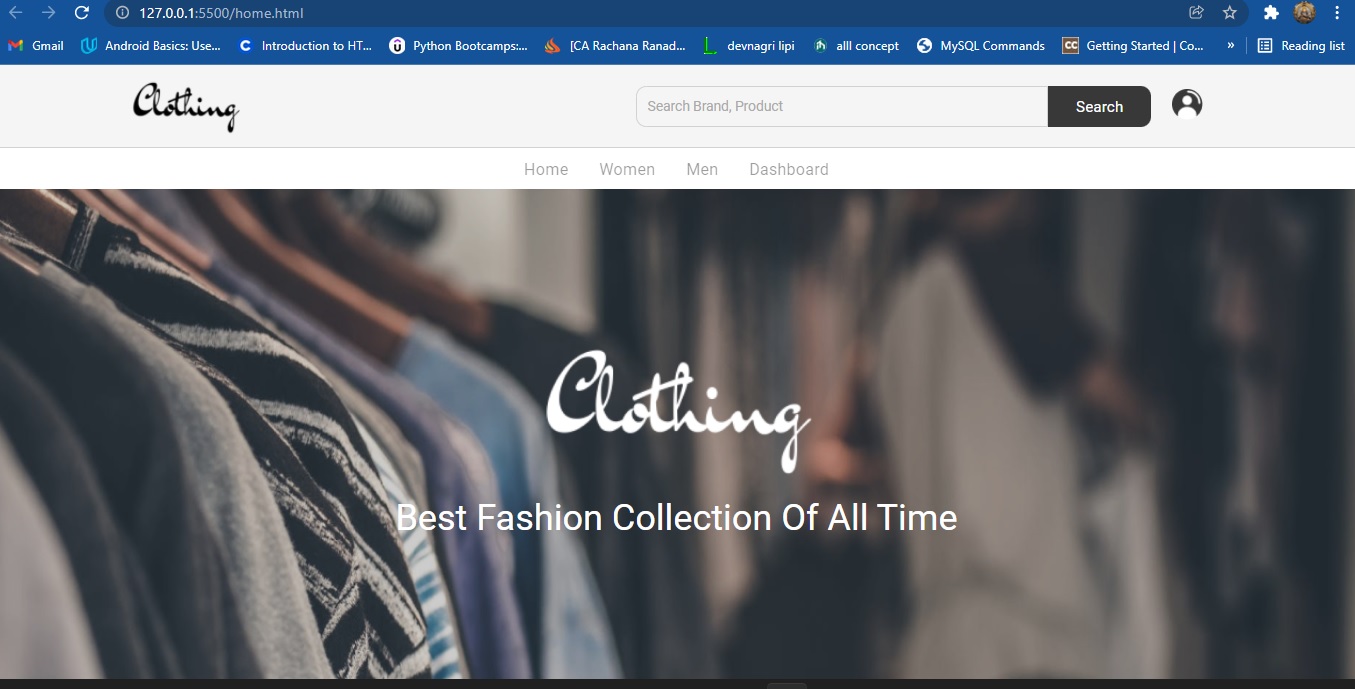 127.0.0.1:5500/home.html
Gmail Android Basics: Use... Introduction to HT... Python Bootcamps:... [CA Rachana Ranad... devnagri lipi alll concept MySQL Commands Getting Started | Co... » Reading list
Clothing Search Brand, Product Search
Home Women Men Dashboard
Clothing
Best Fashion Collection Of All Time